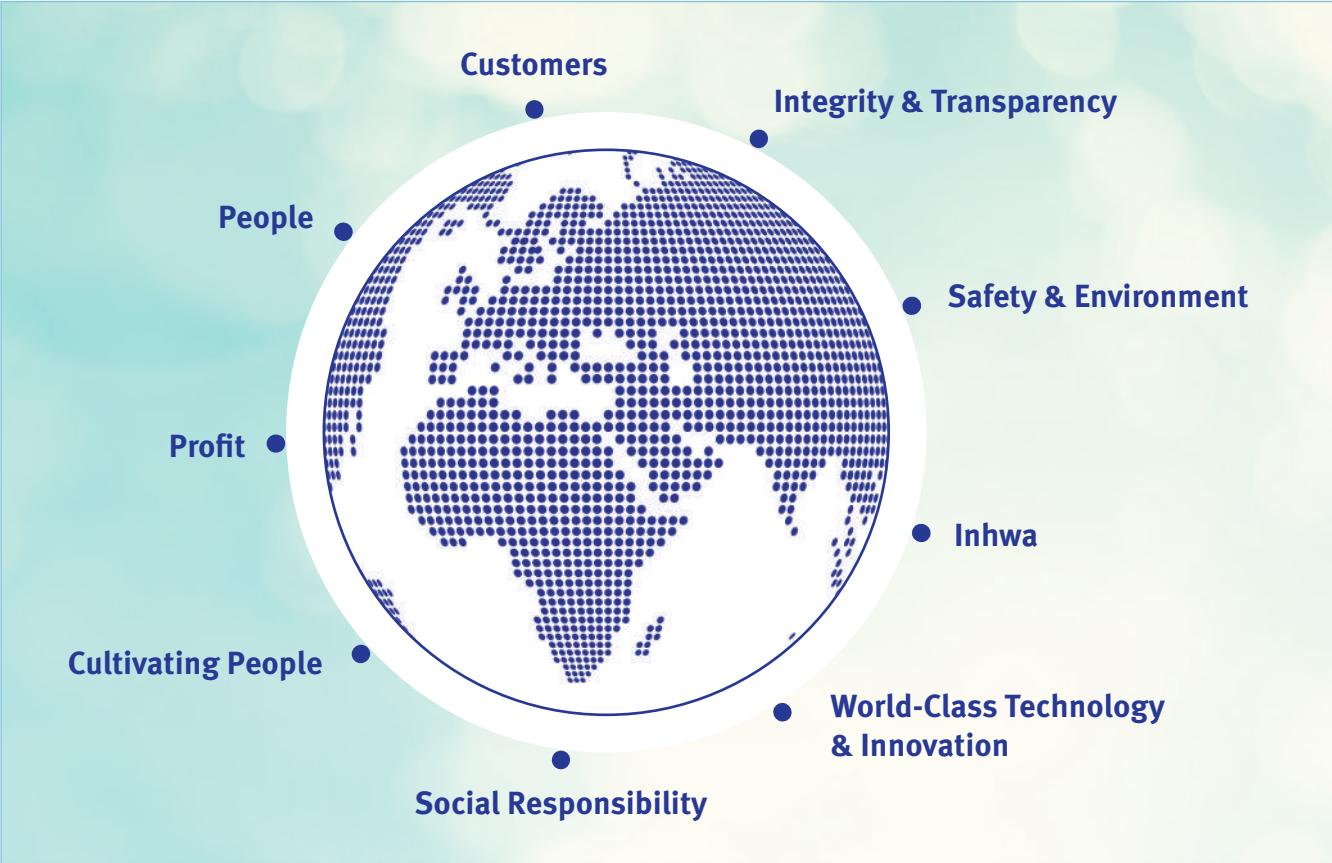 Customers
Integrity & Transparency
People
Safety & Environment
Profit
Inhwa
Cultivating People
World-Class Technology
& Innovation
Social Responsibility